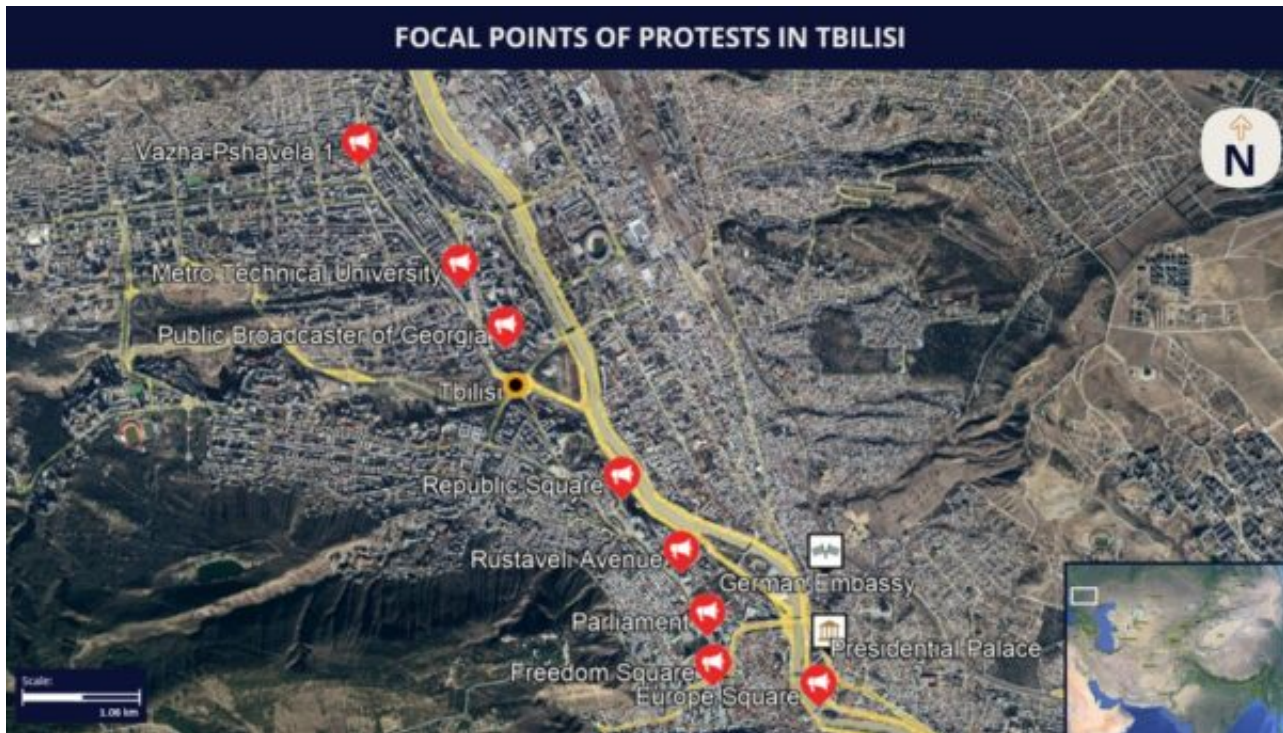 FOCAL POINTS OF PROTESTS IN TBILISI
N
Vazha-Pshavela 1
Metro Technical University
Public Broadcaster of Georgia
Tbilisi
Republic Square
Rustaveli Avenue
German Embassy
Parliament
Presidential Palace
Freedom Square
Europe Square
Scale:
1.06 km